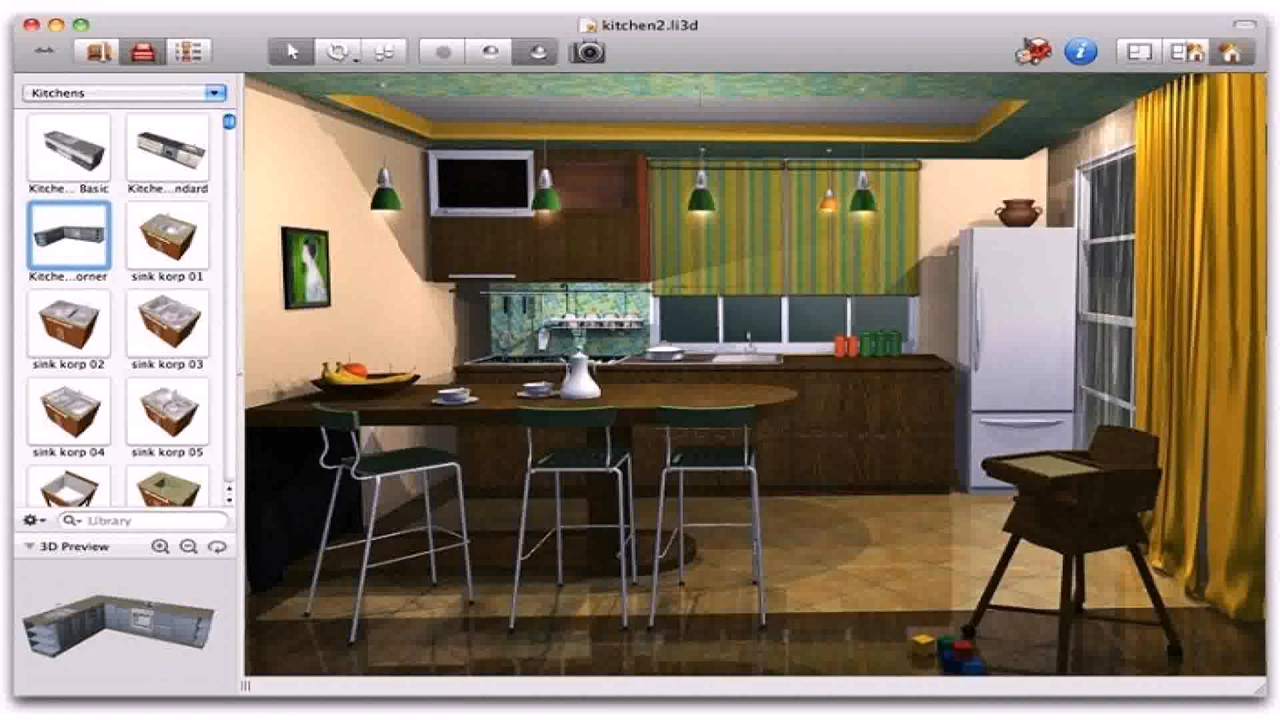 kitchen2.li3d
Kitchens
Kitche... Basic
Kitche...ndard
Kitche...orner
sink korp 01
sink korp 02
sink korp 03
sink korp 04
sink korp 05
Library
3D Preview